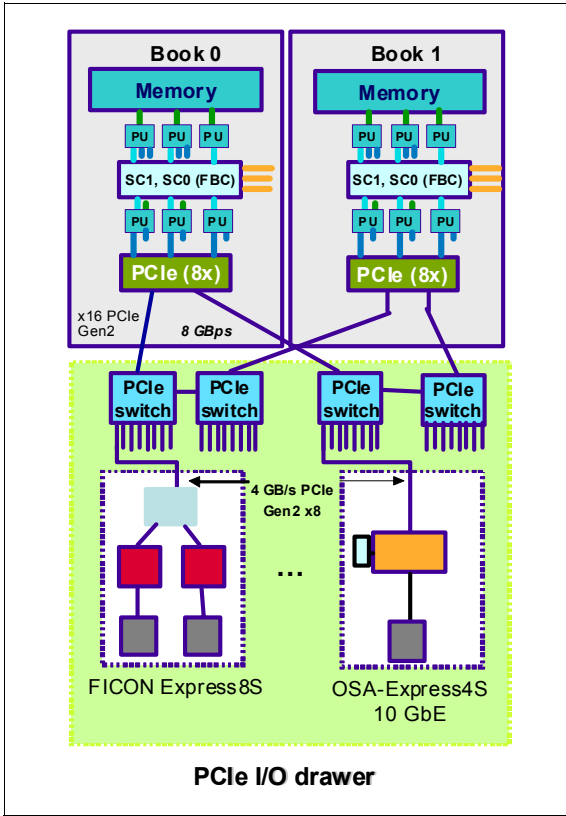 Book 0
Memory
PU PU PU
SC1, SC0 (FBC)
PU PU PU
PCIe (8x)
x16 PCIe
Gen2
8 GBps
Book 1
Memory
PU PU PU
SC1, SC0 (FBC)
PU PU PU
PCIe (8x)
PCIe
switch
PCIe
switch
PCIe
switch
PCIe
switch
4 GB/s PCIe
Gen2 x8
...
FICON Express8S
OSA-Express4S
10 GbE
PCIe I/O drawer